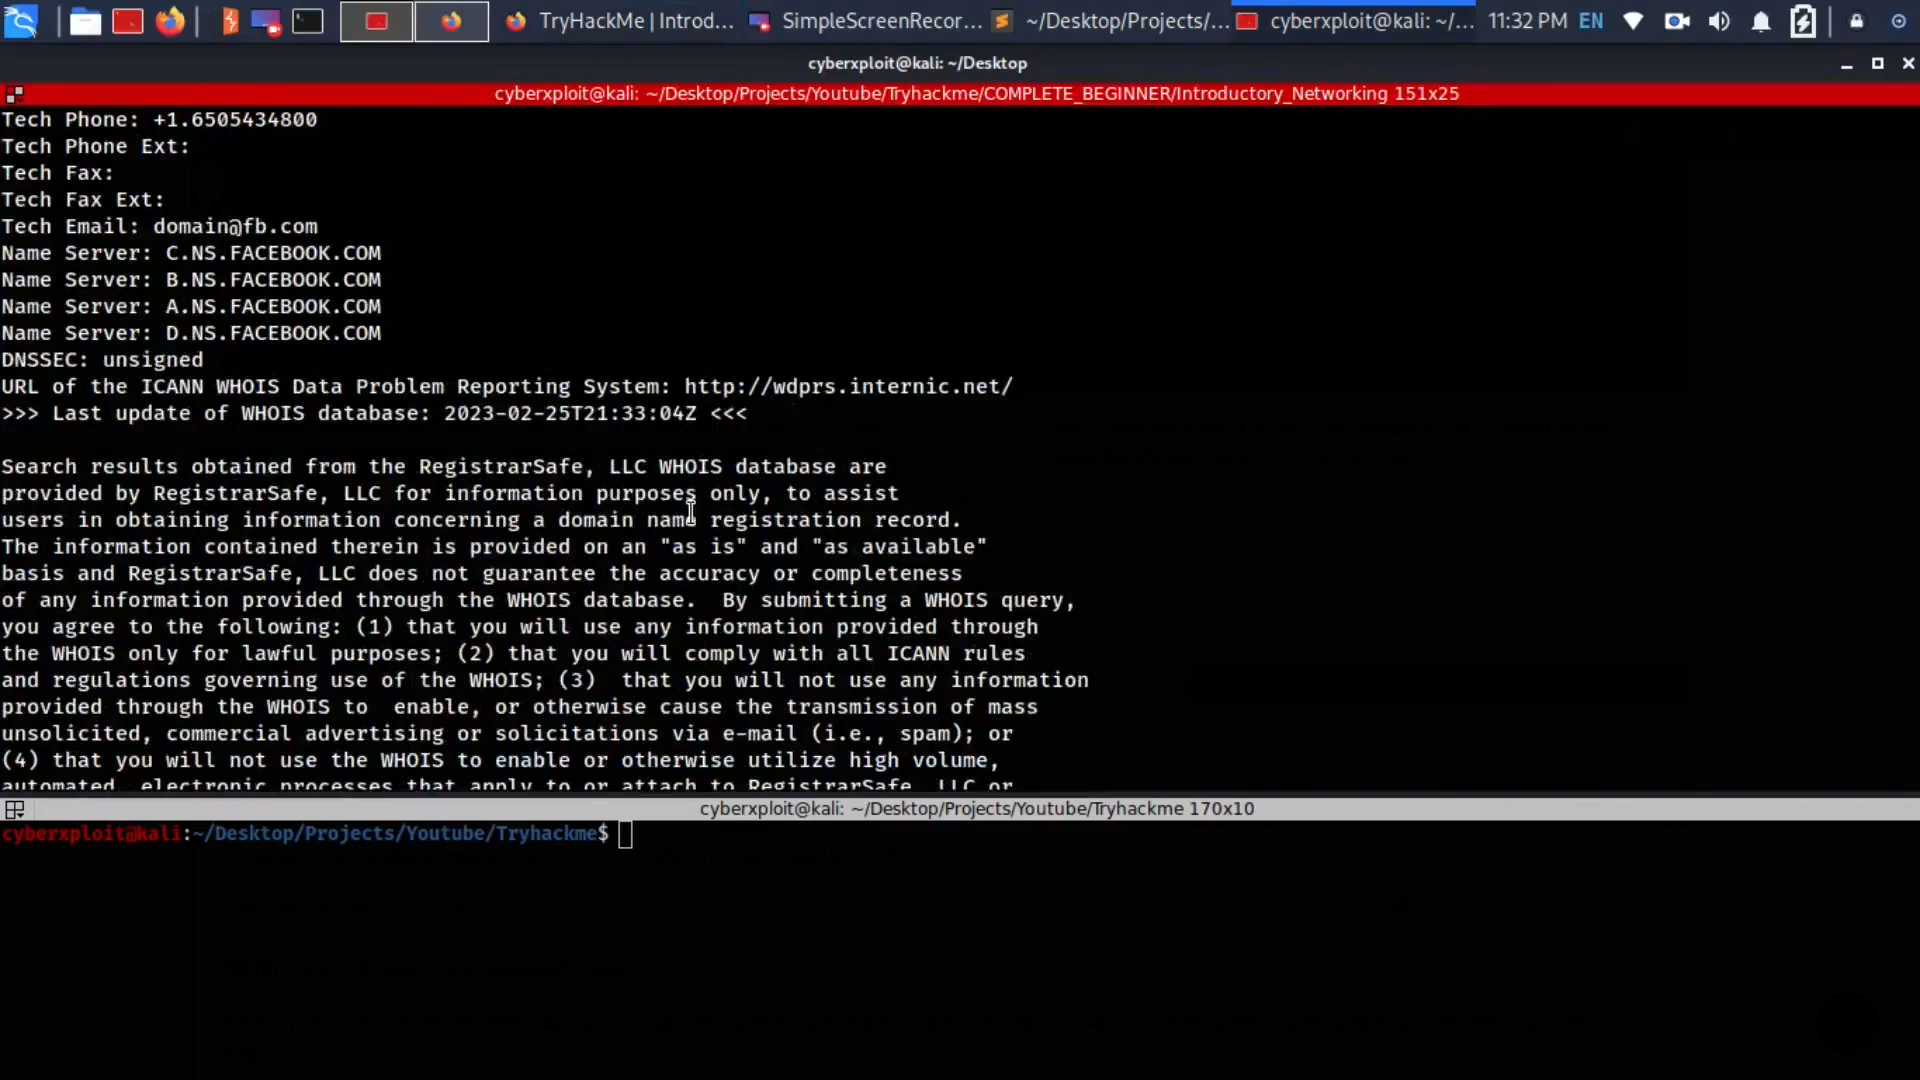 TryHackMe | Introd...
SimpleScreenRecor...
~/Desktop/Projects/...
cyberxploit@kali: ~/...
11:32 PM
EN
cyberxploit@kali: ~/Desktop
cyberxploit@kali: ~/Desktop/Projects/Youtube/Tryhackme/COMPLETE_BEGINNER/Introductory_Networking 151x25
Tech Phone: +1.6505434800
Tech Phone Ext:
Tech Fax:
Tech Fax Ext:
Tech Email: domain@fb.com
Name Server: C.NS.FACEBOOK.COM
Name Server: B.NS.FACEBOOK.COM
Name Server: A.NS.FACEBOOK.COM
Name Server: D.NS.FACEBOOK.COM
DNSSEC: unsigned
URL of the ICANN WHOIS Data Problem Reporting System: http://wdprs.internic.net/
>>> Last update of WHOIS database: 2023-02-25T21:33:04Z <<<
Search results obtained from the RegistrarSafe, LLC WHOIS database are
provided by RegistrarSafe, LLC for information purposes only, to assist
users in obtaining information concerning a domain name registration record.
The information contained therein is provided on an "as is" and "as available"
basis and RegistrarSafe, LLC does not guarantee the accuracy or completeness
of any information provided through the WHOIS database.  By submitting a WHOIS query,
you agree to the following: (1) that you will use any information provided through
the WHOIS only for lawful purposes; (2) that you will comply with all ICANN rules
and regulations governing use of the WHOIS; (3)  that you will not use any information
provided through the WHOIS to  enable, or otherwise cause the transmission of mass
unsolicited, commercial advertising or solicitations via e-mail (i.e., spam); or
(4) that you will not use the WHOIS to enable or otherwise utilize high volume,
automated, electronic processes that apply to or attach to RegistrarSafe, LLC or
cyberxploit@kali: ~/Desktop/Projects/Youtube/Tryhackme 170x10
cyberxploit@kali:~/Desktop/Projects/Youtube/Tryhackme$